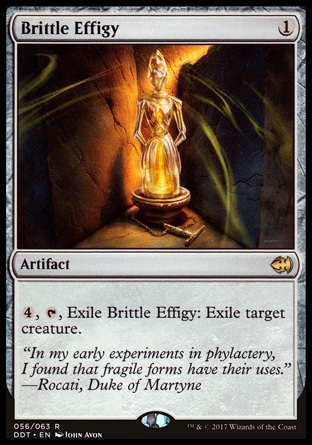 Brittle Effigy 1
Artifact
4, , Exile Brittle Effigy: Exile target
creature.
“In my early experiments in phylactery,
I found that fragile forms have their uses.”
—Rocati, Duke of Martyne
056/063 R
DDT • EN John Avon
™ & © 2017 Wizards of the Coast